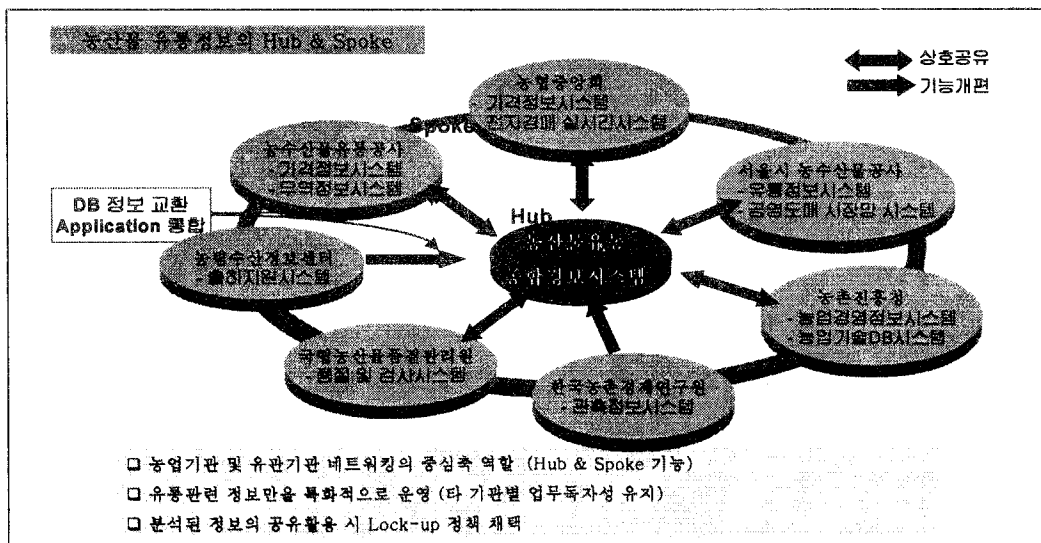 농산물 유통정보의 Hub & Spoke
상호공유
기능개편
농협중앙회
가격정보시스템
전자경매 실시간시스템
Spoke
농수산물유통공사
- 가격정보시스템
- 무역정보시스템
서울시 농수산물공사
- 유통정보시스템
- 공영도매 시장망 시스템
DB 정보 교환
Application 통합
Hub
농산물유통
종합정보시스템
농림수산정보센터
- 출하지원시스템
농촌진흥청
- 농업경영정보시스템
- 농업기술DB시스템
국립농산물품질관리원
- 품질 및 검사시스템
한국농촌경제연구원
- 관측정보시스템
□ 농업기관 및 유관기관 네트워킹의 중심축 역할 (Hub & Spoke 기능)
□ 유통관련 정보만을 특화적으로 운영 (타 기관별 업무독자성 유지)
□ 분석된 정보의 공유활용 시 Lock-up 정책 채택